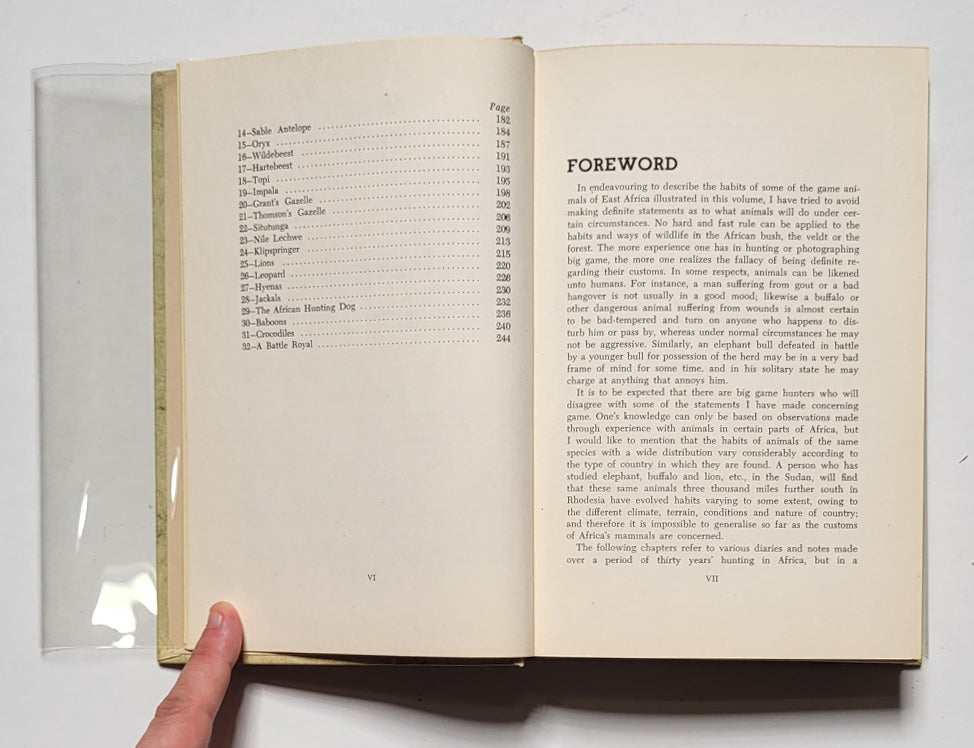 Page
14—Sable Antelope ........ 182
15—Oryx ........ 184
16—Wildebeest ........ 187
17—Hartebeest ........ 191
18—Topi ........ 193
19—Impala ........ 195
20—Grant's Gazelle ........ 198
21—Thomson's Gazelle ........ 202
22—Situtunga ........ 206
23—Nile Lechwe ........ 209
24—Klipspringer ........ 213
25—Lions ........ 215
26—Leopard ........ 220
27—Hyenas ........ 226
28—Jackals ........ 230
29—The African Hunting Dog ........ 232
30—Baboons ........ 236
31—Crocodiles ........ 240
32—A Battle Royal ........ 244
VI
FOREWORD
In endeavouring to describe the habits of some of the game ani-
mals of East Africa illustrated in this volume, I have tried to avoid
making definite statements as to what animals will do under cer-
tain circumstances. No hard and fast rule can be applied to the
habits and ways of wildlife in the African bush, the veldt or the
forest. The more experience one has in hunting or photographing
big game, the more one realizes the fallacy of being definite re-
garding their customs. In some respects, animals can be likened
unto humans. For instance, a man suffering from gout or a bad
hangover is not usually in a good mood; likewise a buffalo or
other dangerous animal suffering from wounds is almost certain
to be bad-tempered and turn on anyone who happens to dis-
turb him or pass by, whereas under normal circumstances he may
not be aggressive. Similarly, an elephant bull defeated in battle
by a younger bull for possession of the herd may be in a very bad
frame of mind for some time, and in his solitary state he may
charge at anything that annoys him.
It is to be expected that there are big game hunters who will
disagree with some of the statements I have made concerning
game. One's knowledge can only be based on observations made
through experience with animals in certain parts of Africa, but
I would like to mention that the habits of animals of the same
species with a wide distribution vary considerably according to
the type of country in which they are found. A person who has
studied elephant, buffalo and lion, etc., in the Sudan, will find
that these same animals three thousand miles further south in
Rhodesia have evolved habits varying to some extent, owing to
the different climate, terrain, conditions and nature of country;
and therefore it is impossible to generalise so far as the customs
of Africa's mammals are concerned.
The following chapters refer to various diaries and notes made
over a period of thirty years' hunting in Africa, but in a
VII